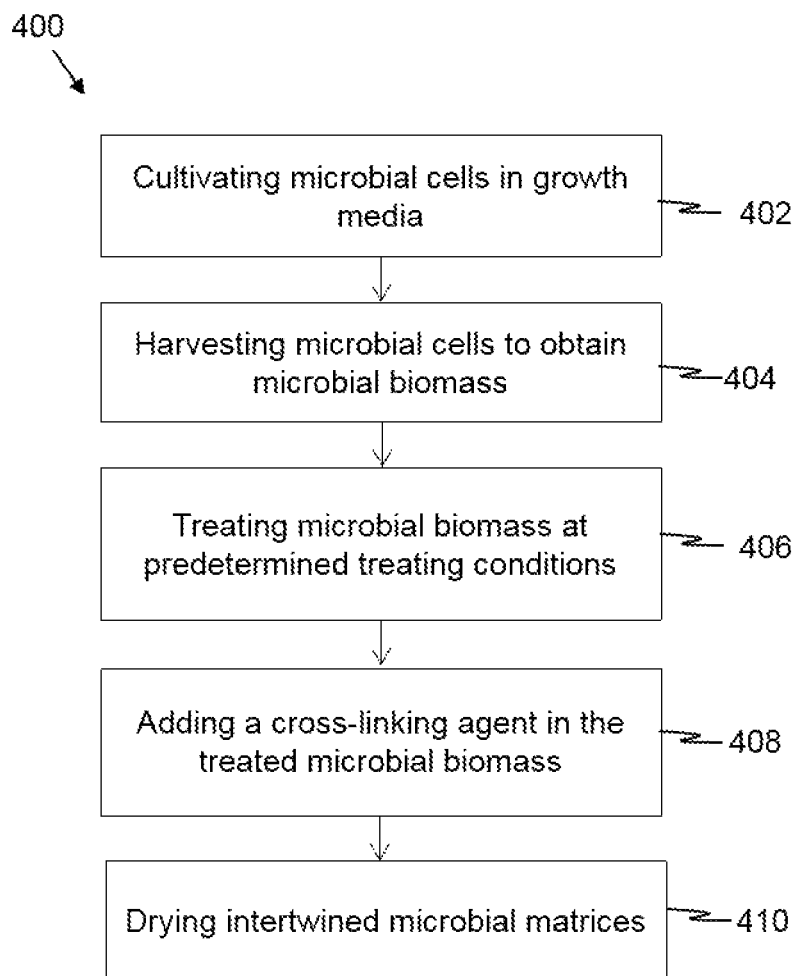 400
Cultivating microbial cells in growth
media
402
Harvesting microbial cells to obtain
microbial biomass
404
Treating microbial biomass at
predetermined treating conditions
406
Adding a cross-linking agent in the
treated microbial biomass
408
Drying intertwined microbial matrices
410